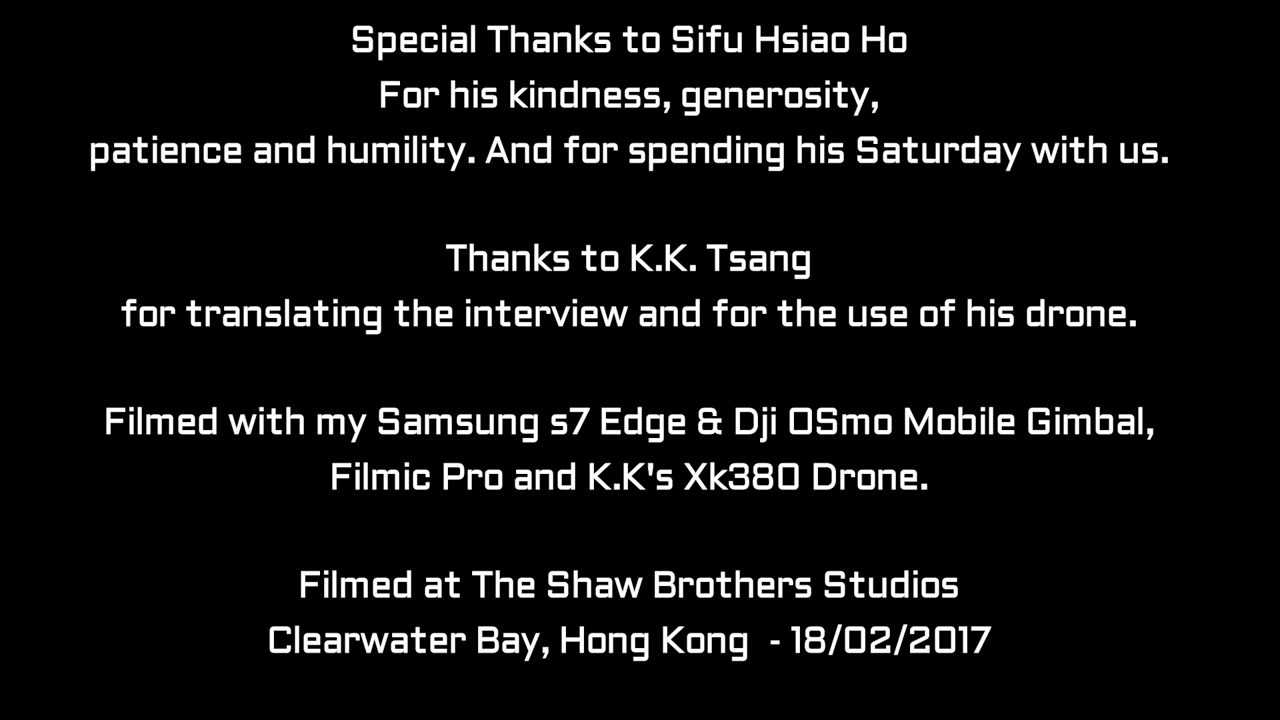 Special Thanks to Sifu Hsiao Ho
For his kindness, generosity,
patience and humility. And for spending his Saturday with us.
Thanks to K.K. Tsang
for translating the interview and for the use of his drone.
Filmed with my Samsung s7 Edge & Dji OSmo Mobile Gimbal,
Filmic Pro and K.K's Xk380 Drone.
Filmed at The Shaw Brothers Studios
Clearwater Bay, Hong Kong - 18/02/2017